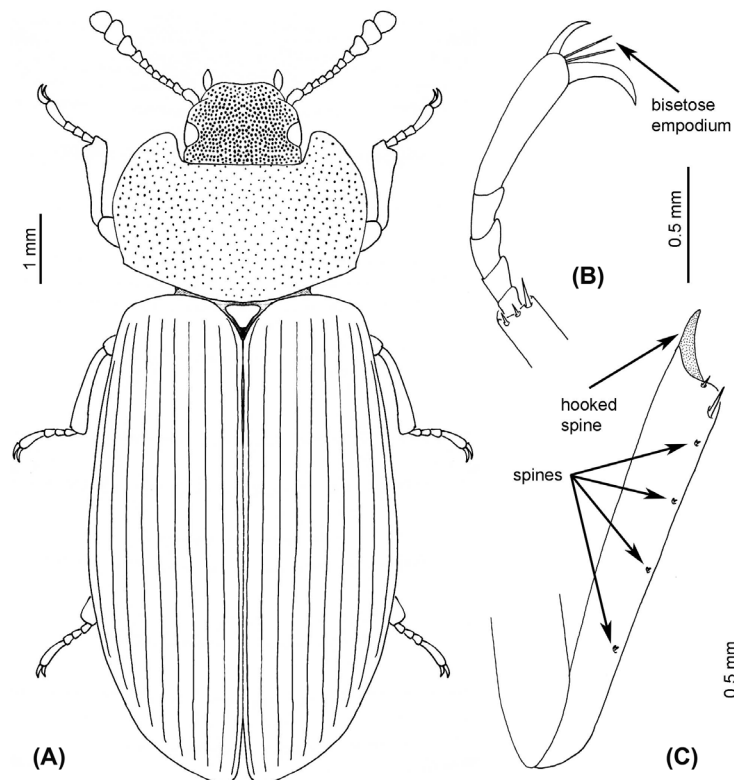 bisetose
empodium
1 mm
0.5 mm
(B)
hooked
spine
spines
0.5 mm
(A)
(C)